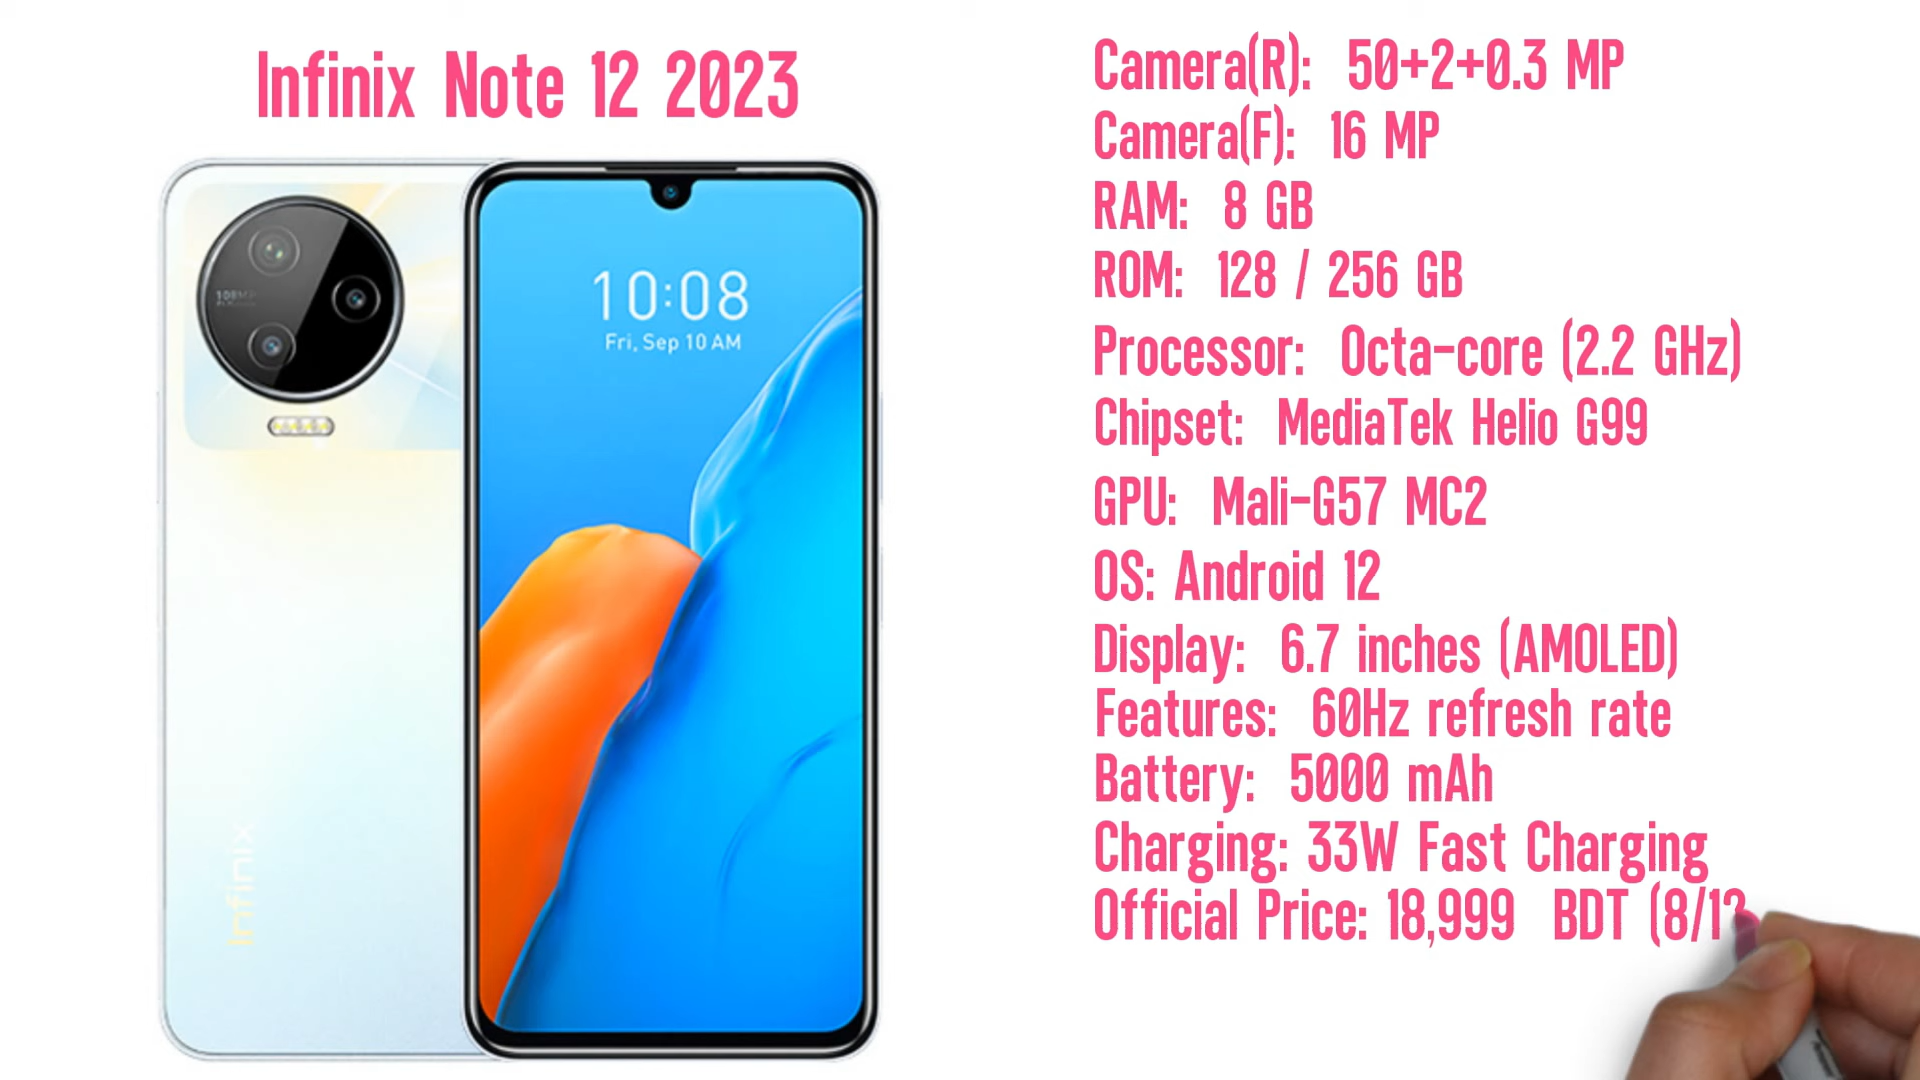 Infinix Note 12 2023
108MP
10:08
Fri, Sep 10 AM
Infinix
Camera(R): 50+2+0.3 MP
Camera(F): 16 MP
RAM: 8 GB
ROM: 128 / 256 GB
Processor: Octa-core (2.2 GHz)
Chipset: MediaTek Helio G99
GPU: Mali-G57 MC2
OS: Android 12
Display: 6.7 inches (AMOLED)
Features: 60Hz refresh rate
Battery: 5000 mAh
Charging: 33W Fast Charging
Official Price: 18,999 BDT (8/12